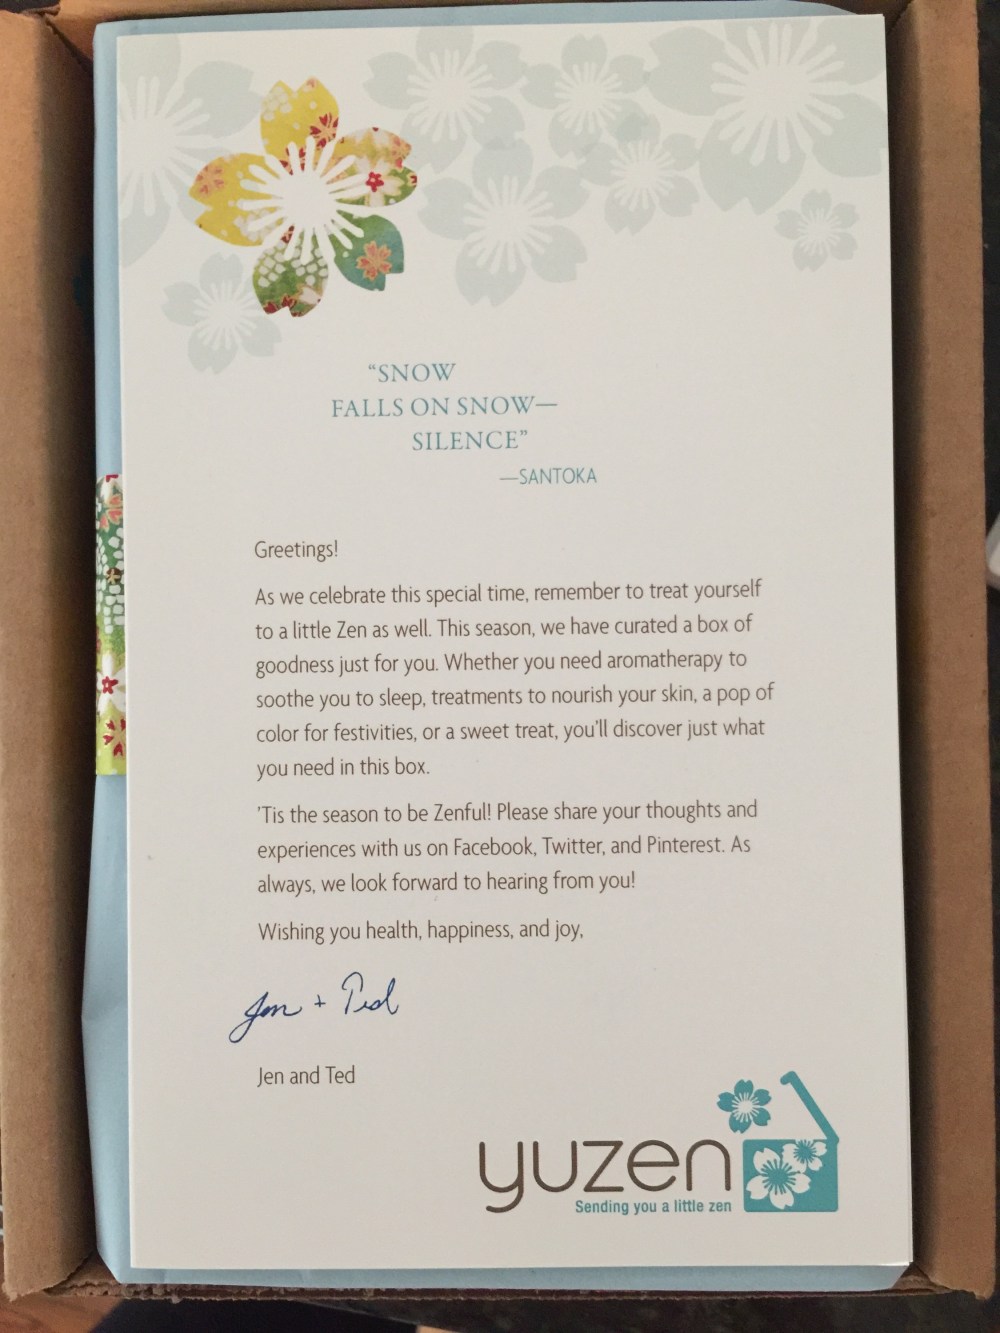 “SNOW
FALLS ON SNOW—
SILENCE”
—SANTOKA
Greetings!
As we celebrate this special time, remember to treat yourself
to a little Zen as well. This season, we have curated a box of
goodness just for you. Whether you need aromatherapy to
soothe you to sleep, treatments to nourish your skin, a pop of
color for festivities, or a sweet treat, you’ll discover just what
you need in this box.
’Tis the season to be Zenful! Please share your thoughts and
experiences with us on Facebook, Twitter, and Pinterest. As
always, we look forward to hearing from you!
Wishing you health, happiness, and joy,
Jen + Ted
Jen and Ted
yuzen
Sending you a little zen